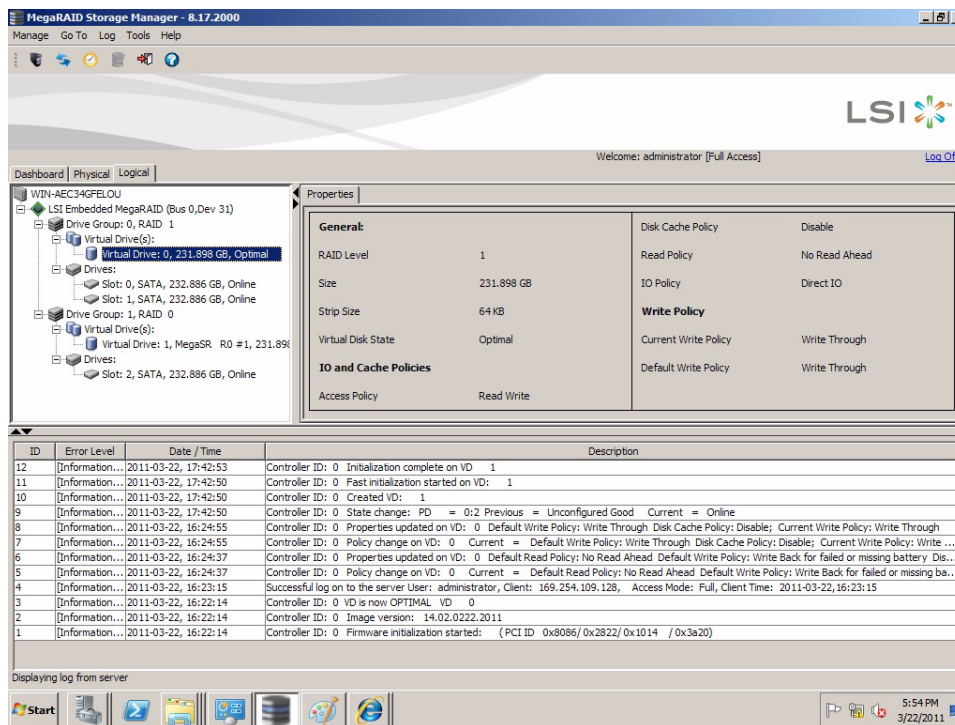 MegaRAID Storage Manager - 8.17.2000
Manage Go To Log Tools Help
LSI
Welcome: administrator [Full Access]
Log Of
Dashboard Physical Logical
WIN-AEC34GFELOU
LSI Embedded MegaRAID (Bus 0,Dev 31)
Drive Group: 0, RAID 1
Virtual Drive(s):
Virtual Drive: 0, 231.898 GB, Optimal
Drives:
Slot: 0, SATA, 232.886 GB, Online
Slot: 1, SATA, 232.886 GB, Online
Drive Group: 1, RAID 0
Virtual Drive(s):
Virtual Drive: 1, MegaSR R0 #1, 231.898
Drives:
Slot: 2, SATA, 232.886 GB, Online
Properties
General:
RAID Level 1
Size 231.898 GB
Strip Size 64 KB
Virtual Disk State Optimal
IO and Cache Policies
Access Policy Read Write
Disk Cache Policy Disable
Read Policy No Read Ahead
IO Policy Direct IO
Write Policy
Current Write Policy Write Through
Default Write Policy Write Through
ID Error Level Date / Time Description
12 [Information... 2011-03-22, 17:42:53 Controller ID: 0 Initialization complete on VD 1
11 [Information... 2011-03-22, 17:42:50 Controller ID: 0 Fast initialization started on VD: 1
10 [Information... 2011-03-22, 17:42:50 Controller ID: 0 Created VD: 1
9 [Information... 2011-03-22, 17:42:50 Controller ID: 0 State change: PD = 0:2 Previous = Unconfigured Good Current = Online
8 [Information... 2011-03-22, 16:24:55 Controller ID: 0 Properties updated on VD: 0 Default Write Policy: Write Through Disk Cache Policy: Disable; Current Write Policy: Write Through
7 [Information... 2011-03-22, 16:24:55 Controller ID: 0 Policy change on VD: 0 Current = Default Write Policy: Write Through Disk Cache Policy: Disable; Current Write Policy: Write ...
6 [Information... 2011-03-22, 16:24:37 Controller ID: 0 Properties updated on VD: 0 Default Read Policy: No Read Ahead Default Write Policy: Write Back for failed or missing battery Dis...
5 [Information... 2011-03-22, 16:24:37 Controller ID: 0 Policy change on VD: 0 Current = Default Read Policy: No Read Ahead Default Write Policy: Write Back for failed or missing ba...
4 [Information... 2011-03-22, 16:23:15 Successful log on to the server User: administrator, Client: 169.254.109.128, Access Mode: Full, Client Time: 2011-03-22,16:23:15
3 [Information... 2011-03-22, 16:22:14 Controller ID: 0 VD is now OPTIMAL VD 0
2 [Information... 2011-03-22, 16:22:14 Controller ID: 0 Image version: 14.02.0222.2011
1 [Information... 2011-03-22, 16:22:14 Controller ID: 0 Firmware initialization started: (PCI ID 0x8086/0x2822/0x1014 /0x3a20)
Displaying log from server
Start
5:54 PM
3/22/2011